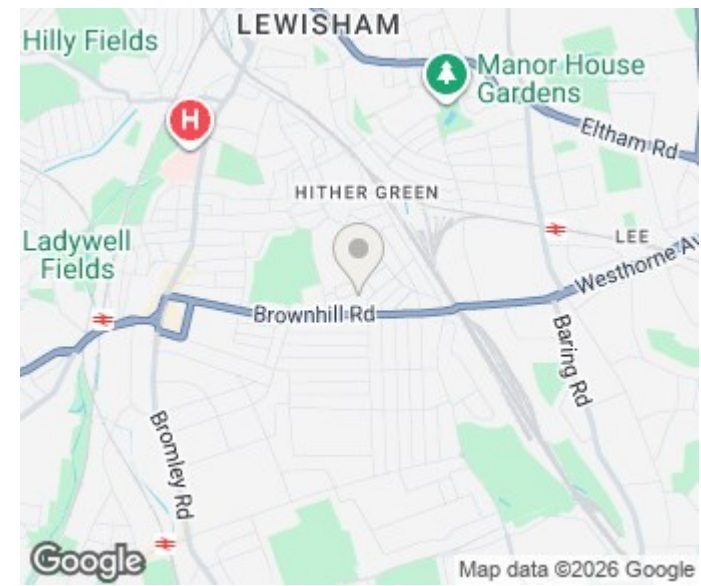 LEWISHAM
Hilly Fields
Manor House
Gardens
H
Eltham Rd
HITHER GREEN
Ladywell
Fields
LEE
Westhorne Av
Brownhill Rd
Baring Rd
Bromley Rd
Google
Map data ©2026 Google